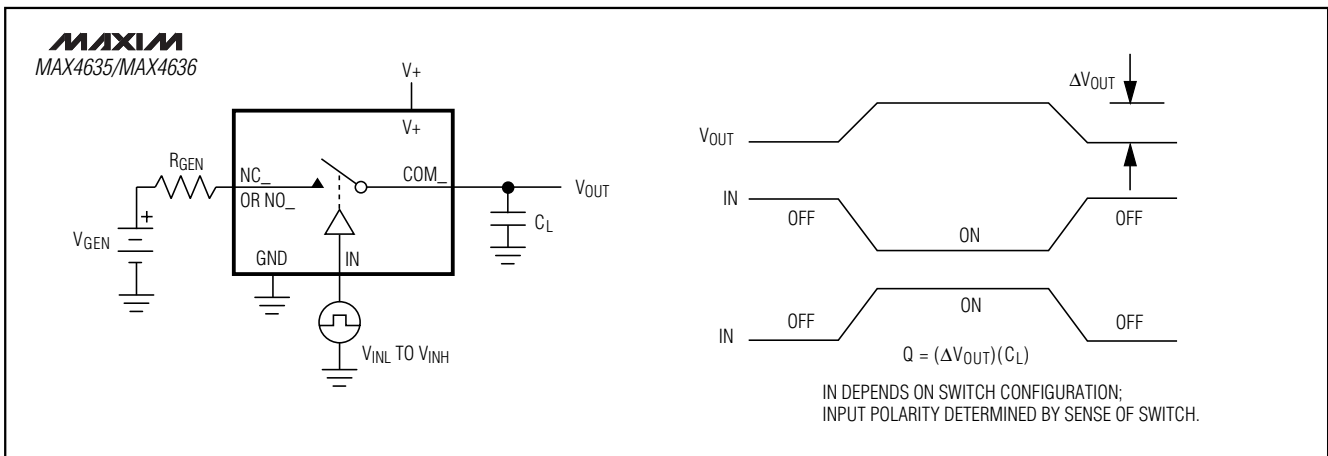 MAXIM
MAX4635/MAX4636
V+
V+
RGEN
NC_
OR NO_
COM_
VOUT
CL
VGEN
+
GND
IN
VINL TO VINH
ΔVOUT
VOUT
IN
OFF
ON
OFF
IN
OFF
ON
OFF
Q = (ΔVOUT)(CL)
IN DEPENDS ON SWITCH CONFIGURATION;
INPUT POLARITY DETERMINED BY SENSE OF SWITCH.